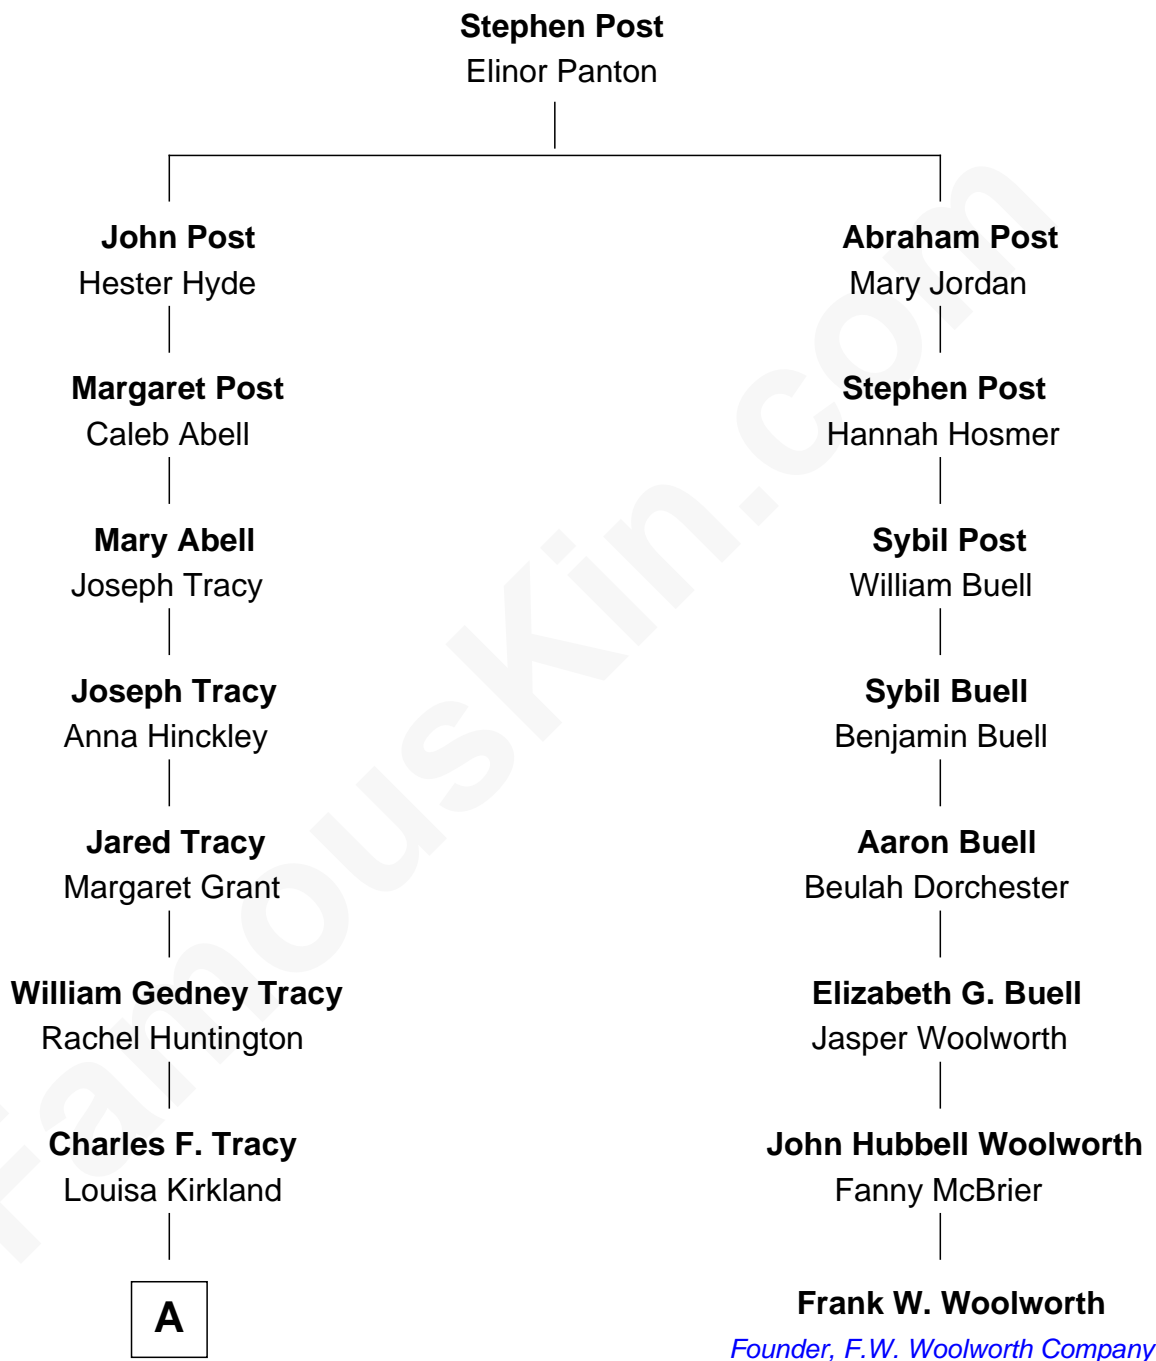 Stephen Post
Elinor Panton
John Post
Hester Hyde
Abraham Post
Mary Jordan
Margaret Post
Caleb Abell
Stephen Post
Hannah Hosmer
Mary Abell
Joseph Tracy
Sybil Post
William Buell
Joseph Tracy
Anna Hinckley
Sybil Buell
Benjamin Buell
Jared Tracy
Margaret Grant
Aaron Buell
Beulah Dorchester
William Gedney Tracy
Rachel Huntington
Elizabeth G. Buell
Jasper Woolworth
Charles F. Tracy
Louisa Kirkland
John Hubbell Woolworth
Fanny McBrier
A
Frank W. Woolworth
Founder, F.W. Woolworth Company
FamousKin.com